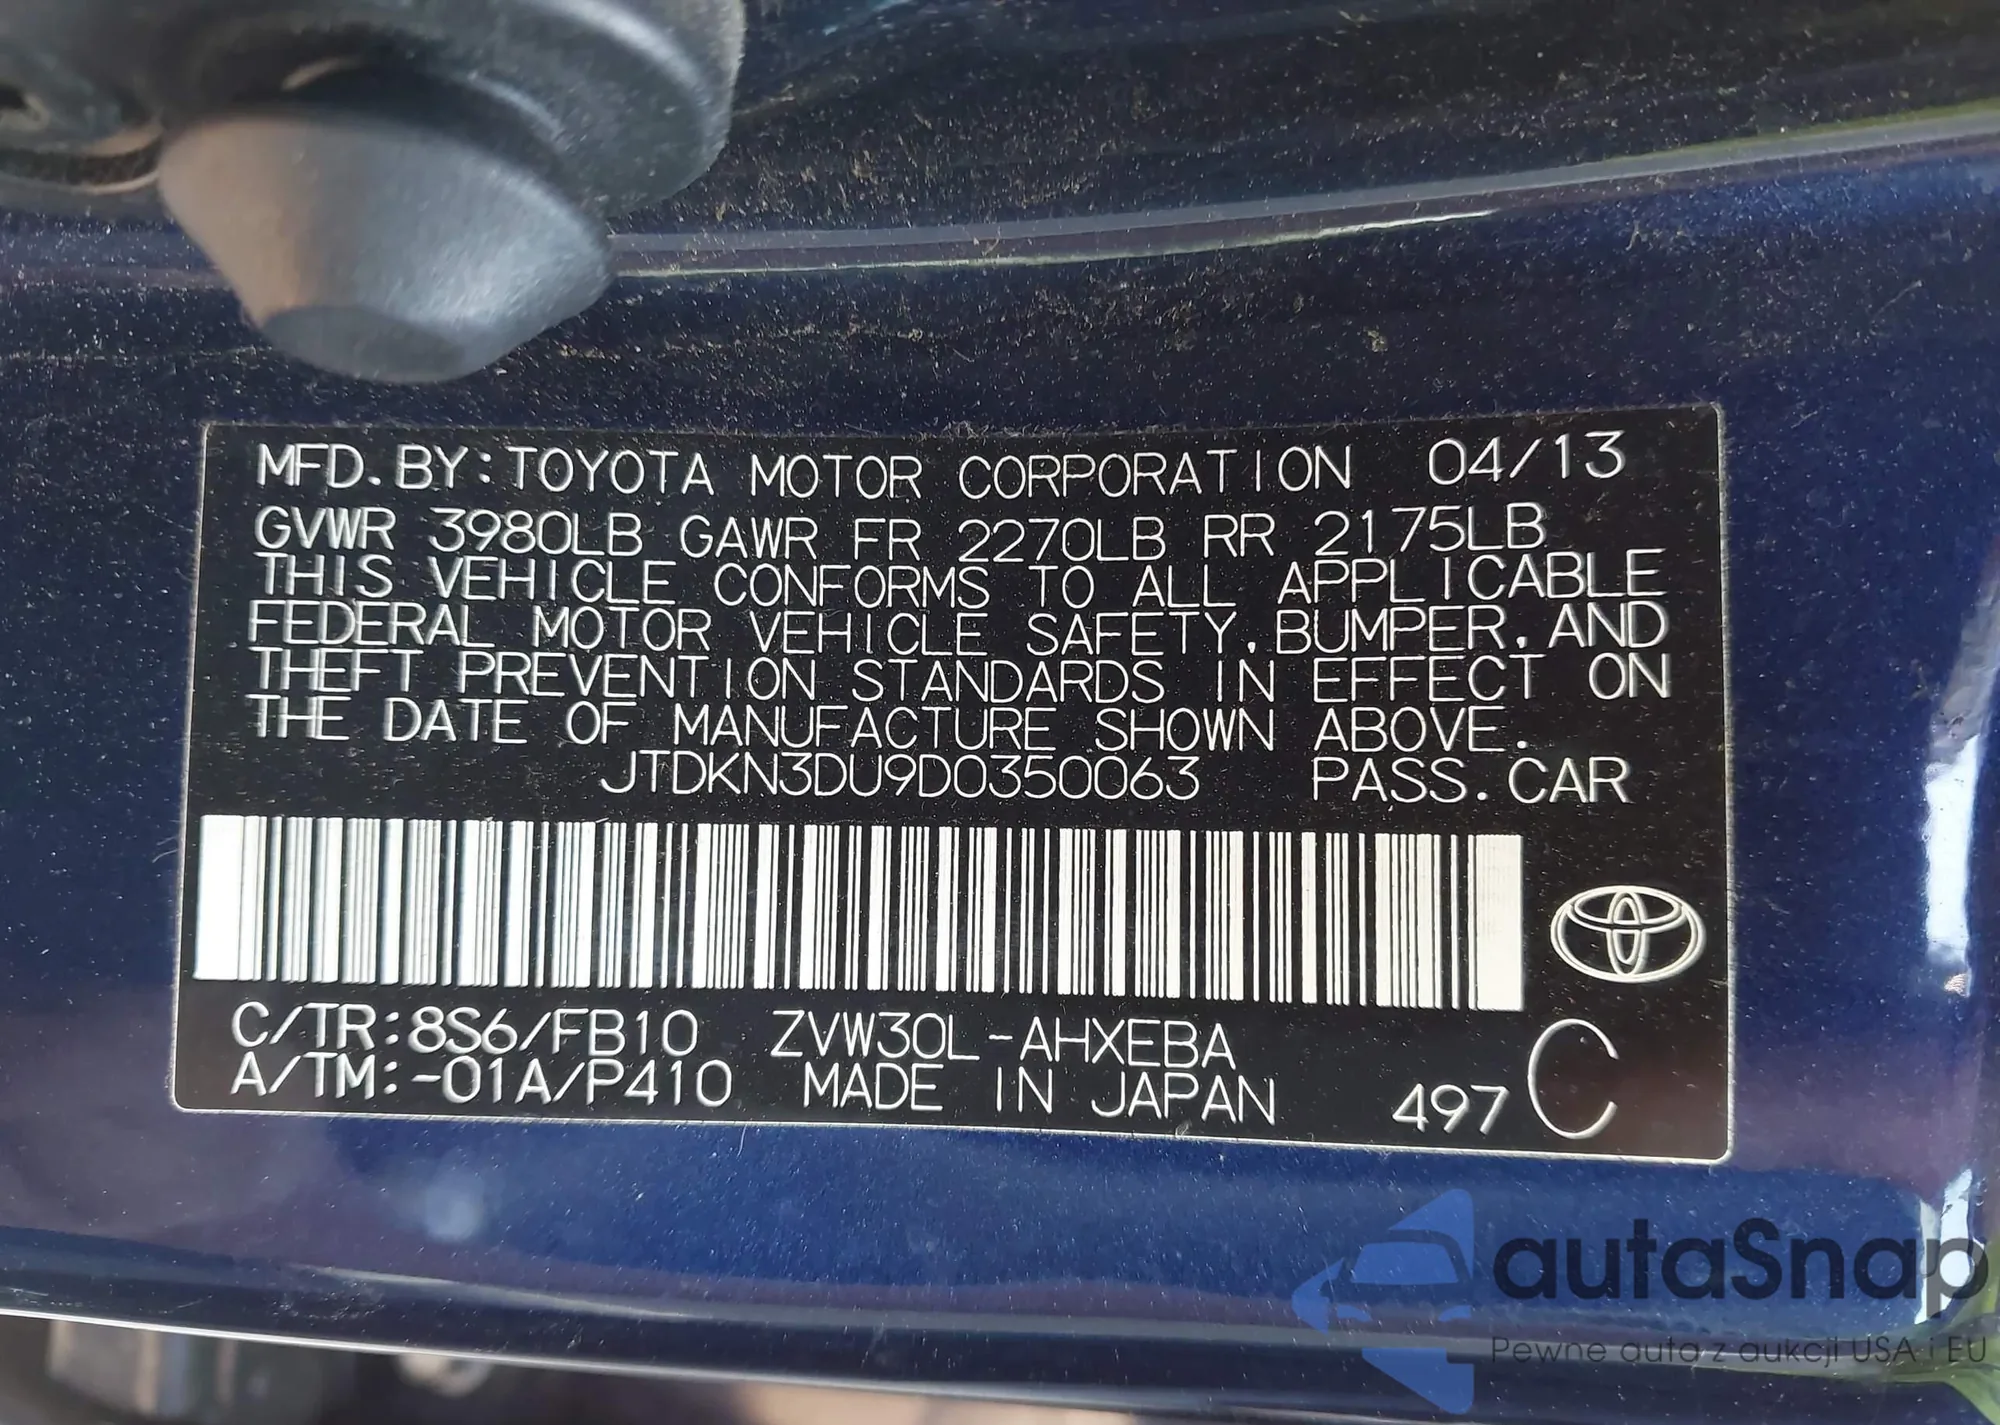 MFD.BY:TOYOTA MOTOR CORPORATION 04/13
GVWR 3980LB GAWR FR 2270LB RR 2175LB
THIS VEHICLE CONFORMS TO ALL APPLICABLE
FEDERAL MOTOR VEHICLE SAFETY,BUMPER,AND
THEFT PREVENTION STANDARDS IN EFFECT ON
THE DATE OF MANUFACTURE SHOWN ABOVE.
JTDKN3DU9D0350063 PASS.CAR
C/TR:8S6/FB10 ZVW30L-AHXEBA
A/TM:-01A/P410 MADE IN JAPAN 497 C
autaSnap
Pewne auta z aukcji USA i EU